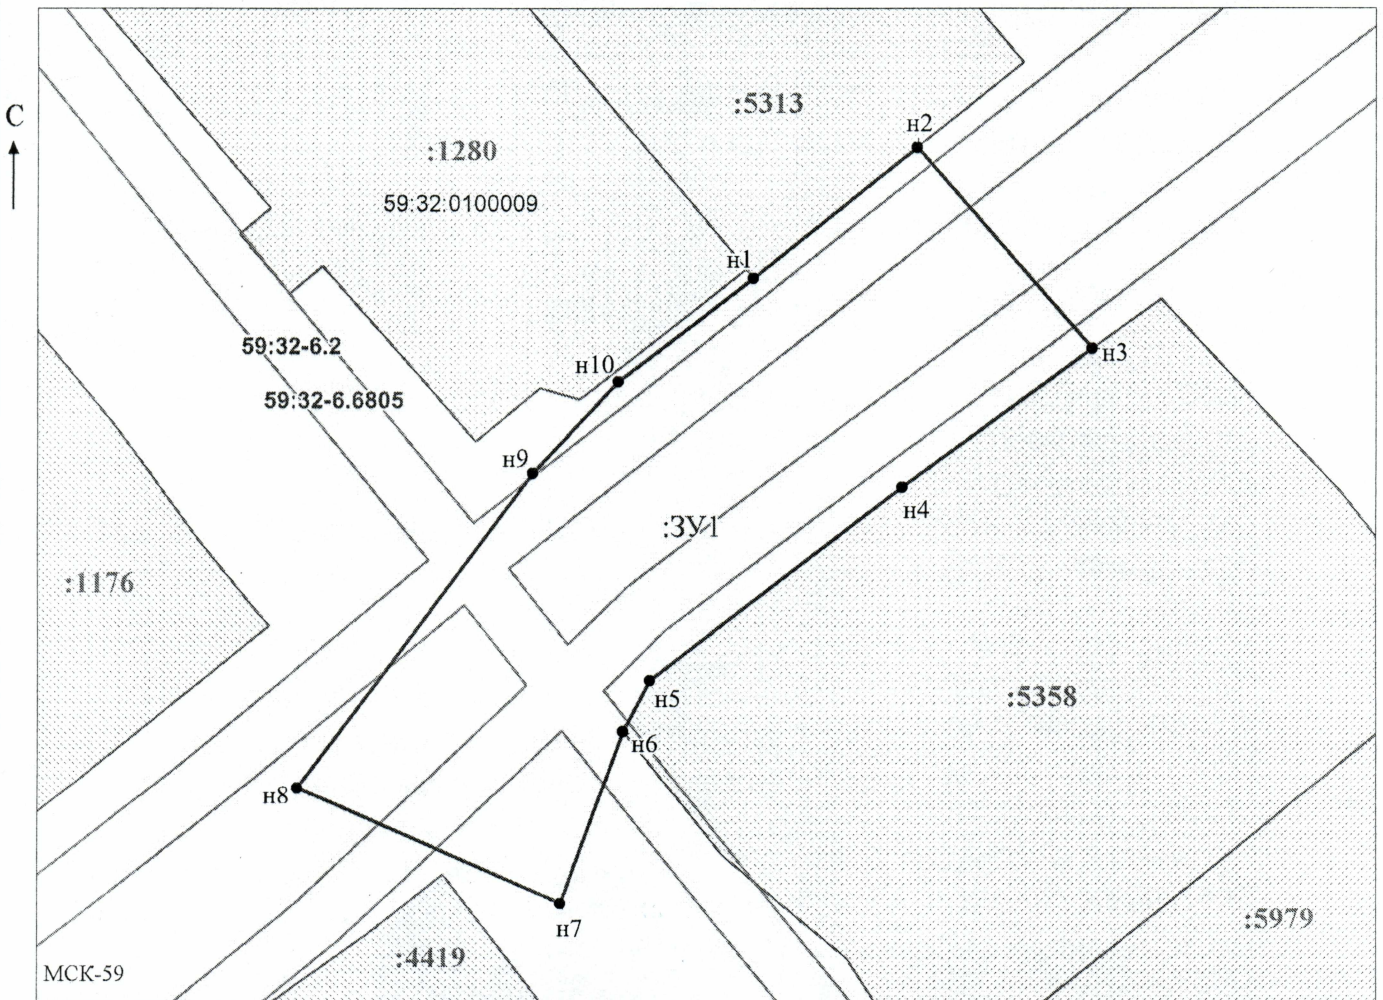 С
:5313
н2
:1280
59:32:0100009
н1
59:32-6.2
н3
н10
59:32-6.6805
н9
н4
:ЗУ1
:1176
н5
:5358
н6
н8
н7
:5979
:4419
МСК-59